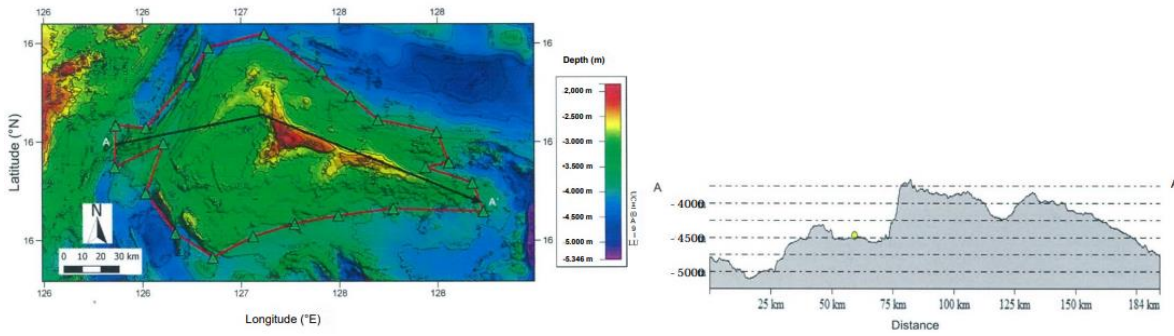 126 126 127 128 128
Depth (m)
16 16
2,000 m
-2.500 m
-3.000 m
-3.500 m
-4.000 m
-4.500 m
-5.000 m
-5.346 m
Latitude (°N)
A
16 16
A'
N
0 10 20 30 km
16 16
126 126 127 128 128
Longitude (°E)
A A
- 4000
- 4500
- 5000
25 km 50 km 75 km 100 km 125 km 150 km 184 km
Distance